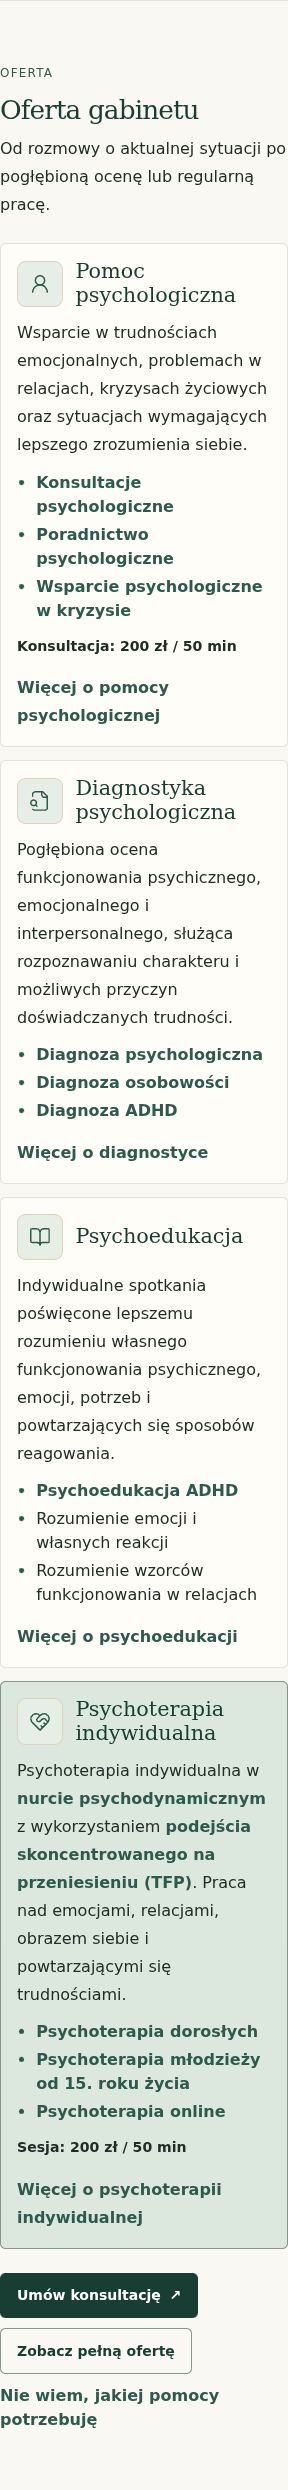 OFERTA
Oferta gabinetu
Od rozmowy o aktualnej sytuacji po
pogłębioną ocenę lub regularną
pracę.
Pomoc
psychologiczna
Wsparcie w trudnościach
emocjonalnych, problemach w
relacjach, kryzysach życiowych
oraz sytuacjach wymagających
lepszego zrozumienia siebie.
• Konsultacje
psychologiczne
• Poradnictwo
psychologiczne
• Wsparcie psychologiczne
w kryzysie
Konsultacja: 200 zł / 50 min
Więcej o pomocy
psychologicznej
Diagnostyka
psychologiczna
Pogłębiona ocena
funkcjonowania psychicznego,
emocjonalnego i
interpersonalnego, służąca
rozpoznawaniu charakteru i
możliwych przyczyn
doświadczanych trudności.
• Diagnoza psychologiczna
• Diagnoza osobowości
• Diagnoza ADHD
Więcej o diagnostyce
Psychoedukacja
Indywidualne spotkania
poświęcone lepszemu
rozumieniu własnego
funkcjonowania psychicznego,
emocji, potrzeb i
powtarzających się sposobów
reagowania.
• Psychoedukacja ADHD
• Rozumienie emocji i
własnych reakcji
• Rozumienie wzorców
funkcjonowania w relacjach
Więcej o psychoedukacji
Psychoterapia
indywidualna
Psychoterapia indywidualna w
nurcie psychodynamicznym
z wykorzystaniem podejścia
skoncentrowanego na
przeniesieniu (TFP). Praca
nad emocjami, relacjami,
obrazem siebie i
powtarzającymi się
trudnościami.
• Psychoterapia dorosłych
• Psychoterapia młodzieży
od 15. roku życia
• Psychoterapia online
Sesja: 200 zł / 50 min
Więcej o psychoterapii
indywidualnej
Umów konsultację ↗
Zobacz pełną ofertę
Nie wiem, jakiej pomocy
potrzebuję